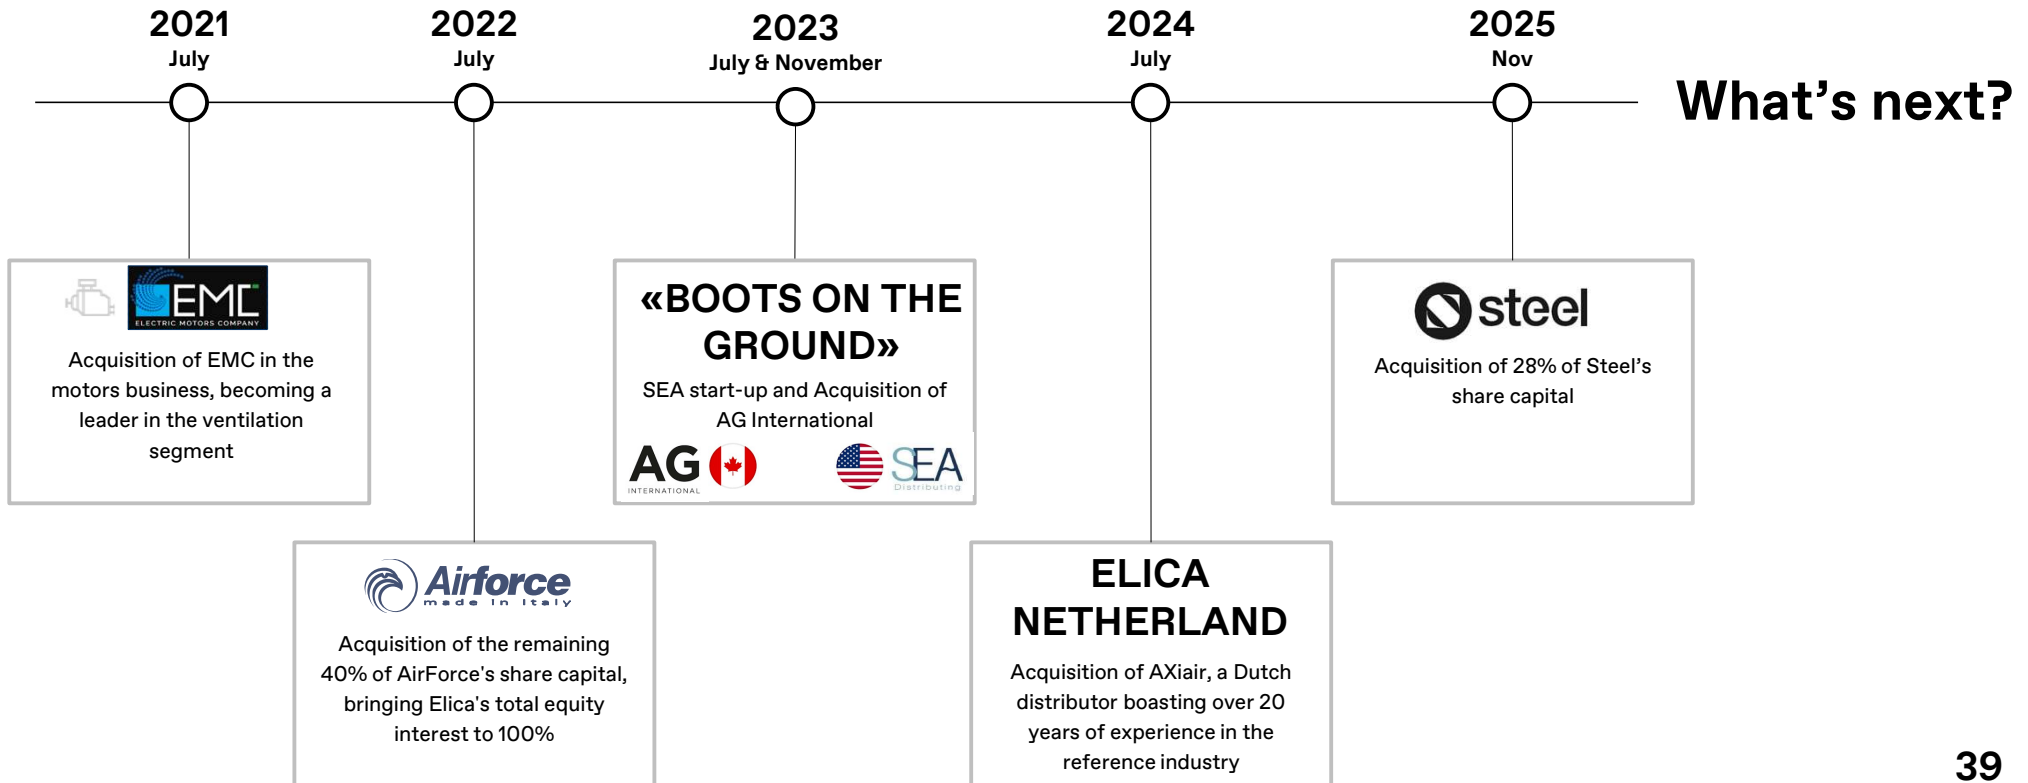 2021
July
2022
July
2023
July & November
2024
July
2025
Nov
What's next?
EMC
ELECTRIC MOTORS COMPANY
Acquisition of EMC in the
motors business, becoming a
leader in the ventilation
segment
Airforce
made in italy
Acquisition of the remaining
40% of AirForce's share capital,
bringing Elica's total equity
interest to 100%
«BOOTS ON THE
GROUND»
SEA start-up and Acquisition of
AG International
AG
INTERNATIONAL
SEA
Distributing
ELICA
NETHERLAND
Acquisition of AXiair, a Dutch
distributor boasting over 20
years of experience in the
reference industry
steel
Acquisition of 28% of Steel's
share capital
39